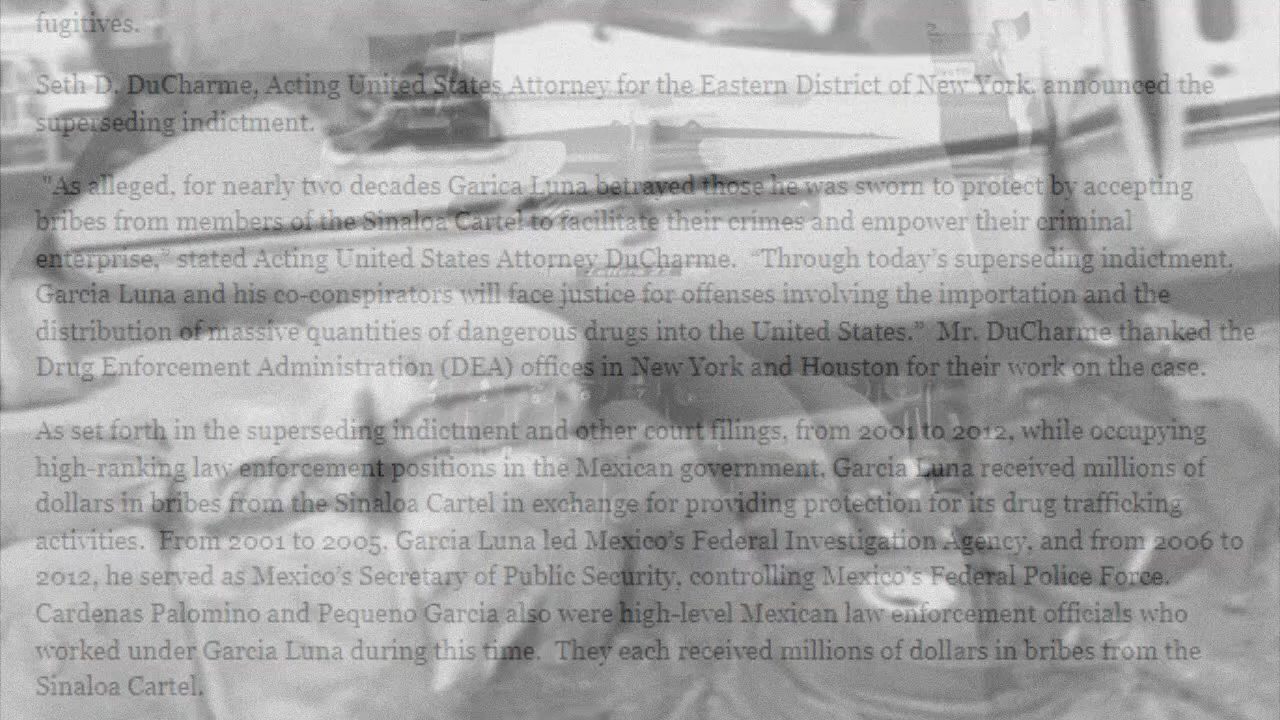 fugitives.
Seth D. DuCharme, Acting United States Attorney for the Eastern District of New York, announced the
superseding indictment.
"As alleged, for nearly two decades Garica Luna betrayed those he was sworn to protect by accepting
bribes from members of the Sinaloa Cartel to facilitate their crimes and empower their criminal
enterprise,” stated Acting United States Attorney DuCharme.  “Through today’s superseding indictment,
Garcia Luna and his co-conspirators will face justice for offenses involving the importation and the
distribution of massive quantities of dangerous drugs into the United States.”  Mr. DuCharme thanked the
Drug Enforcement Administration (DEA) offices in New York and Houston for their work on the case.
As set forth in the superseding indictment and other court filings, from 2001 to 2012, while occupying
high-ranking law enforcement positions in the Mexican government, Garcia Luna received millions of
dollars in bribes from the Sinaloa Cartel in exchange for providing protection for its drug trafficking
activities.  From 2001 to 2005, Garcia Luna led Mexico’s Federal Investigation Agency, and from 2006 to
2012, he served as Mexico’s Secretary of Public Security, controlling Mexico’s Federal Police Force.
Cardenas Palomino and Pequeno Garcia also were high-level Mexican law enforcement officials who
worked under Garcia Luna during this time.  They each received millions of dollars in bribes from the
Sinaloa Cartel.